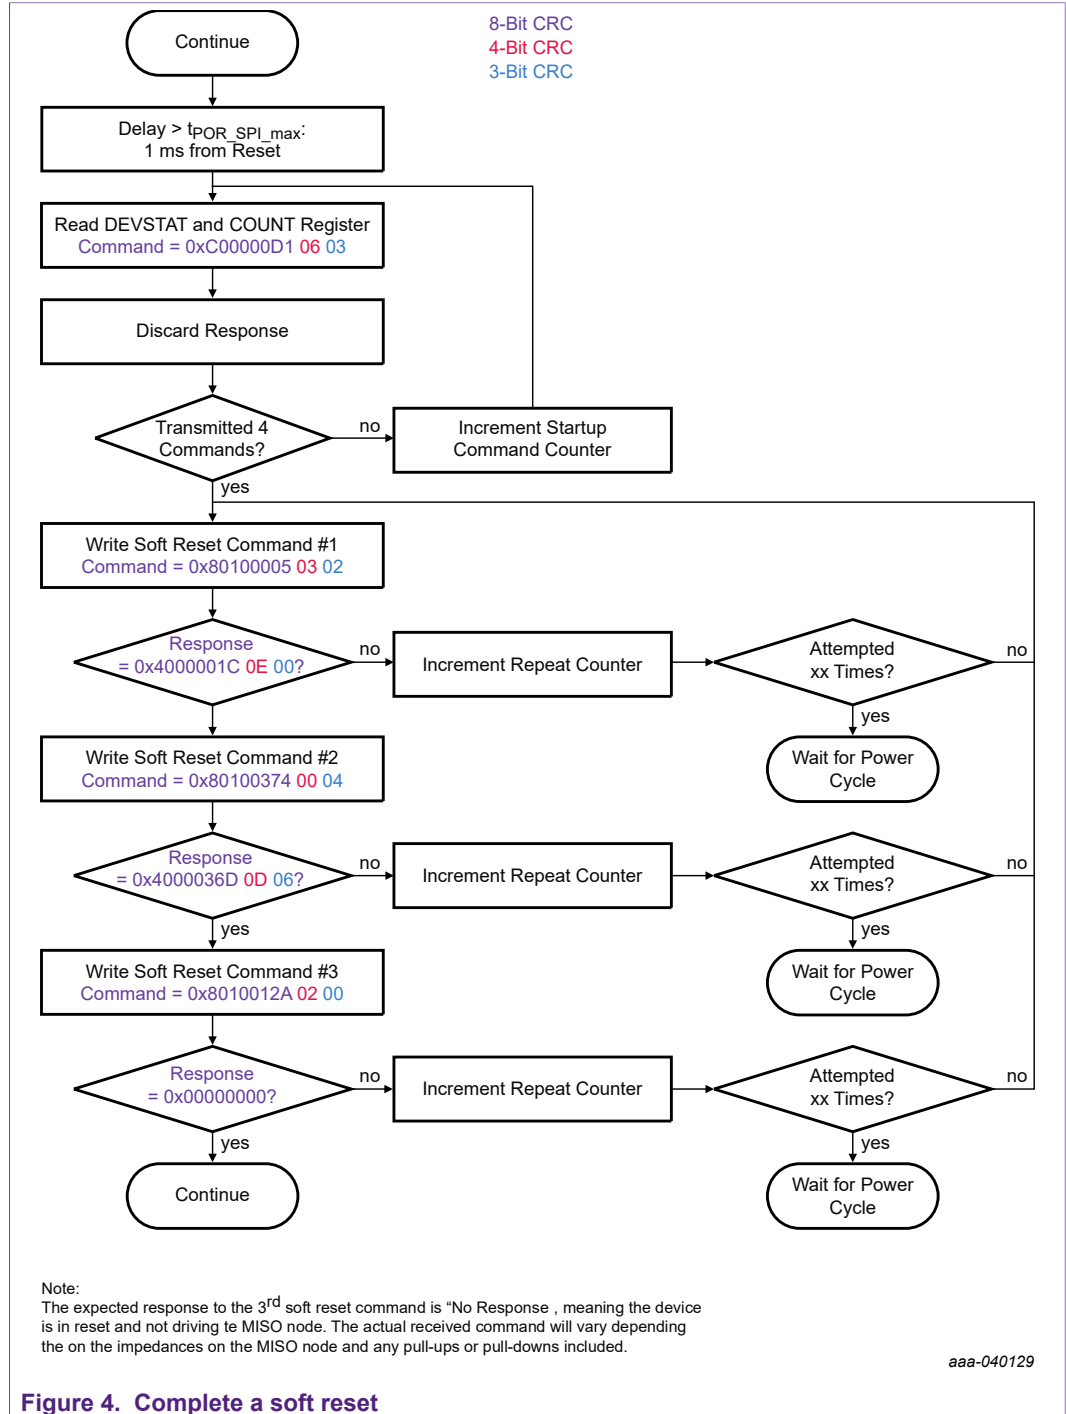 Continue
8-Bit CRC
4-Bit CRC
3-Bit CRC
Delay > tPOR_SPI_max:
1 ms from Reset
Read DEVSTAT and COUNT Register
Command = 0xC00000D1 06 03
Discard Response
Transmitted 4
Commands?
no
Increment Startup
Command Counter
yes
Write Soft Reset Command #1
Command = 0x80100005 03 02
Response
= 0x4000001C 0E 00?
no
Increment Repeat Counter
Attempted
xx Times?
no
yes
Wait for Power
Cycle
Write Soft Reset Command #2
Command = 0x80100374 00 04
Response
= 0x4000036D 0D 06?
no
Increment Repeat Counter
Attempted
xx Times?
no
yes
yes
Wait for Power
Cycle
Write Soft Reset Command #3
Command = 0x8010012A 02 00
Response
= 0x00000000?
no
Increment Repeat Counter
Attempted
xx Times?
no
yes
yes
Continue
Wait for Power
Cycle
Note:
The expected response to the 3rd soft reset command is “No Response , meaning the device
is in reset and not driving te MISO node. The actual received command will vary depending
the on the impedances on the MISO node and any pull-ups or pull-downs included.
aaa-040129
Figure 4. Complete a soft reset